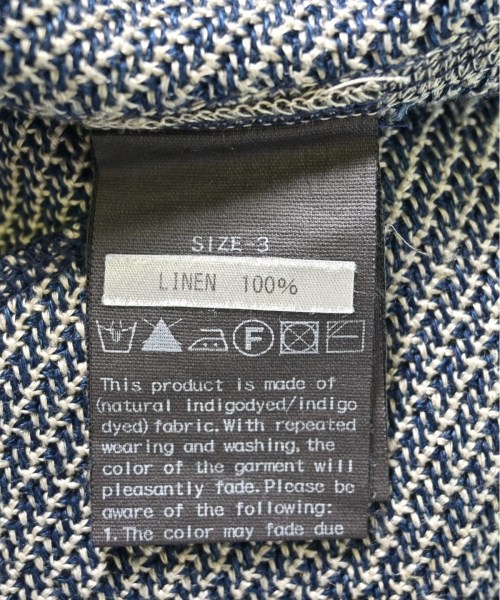 SIZE-3
LINEN 100%
F
This product is made of
(natural indigodyed/indigo
dyed) fabric. With repeated
wearing and washing, the
color of the garment will
pleasantly fade. Please be
aware of the following:
1. The color may fade due